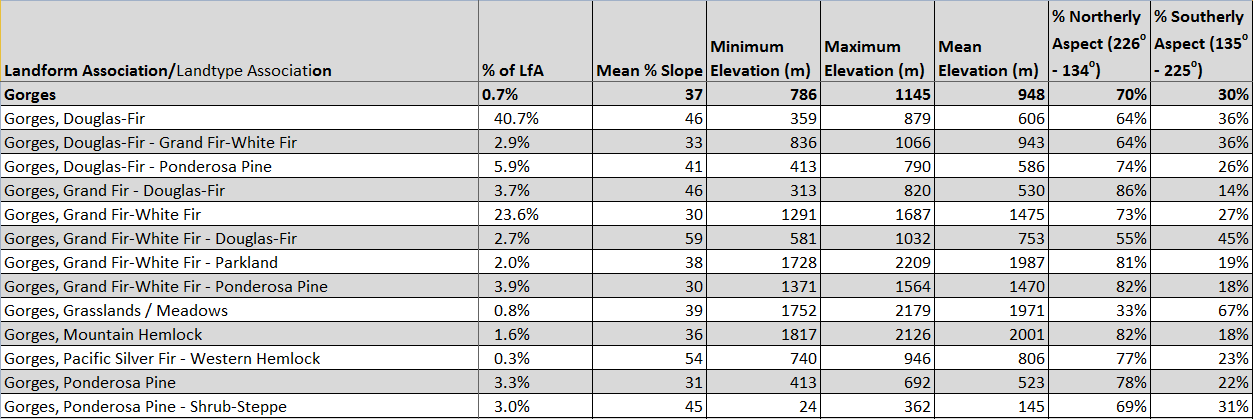 Landform Association/Landtype Association % of LfA Mean % Slope Minimum Elevation (m) Maximum Elevation (m) Mean Elevation (m) % Northerly Aspect (226° - 134°) % Southerly Aspect (135° - 225°)
Gorges 0.7% 37 786 1145 948 70% 30%
Gorges, Douglas-Fir 40.7% 46 359 879 606 64% 36%
Gorges, Douglas-Fir - Grand Fir-White Fir 2.9% 33 836 1066 943 64% 36%
Gorges, Douglas-Fir - Ponderosa Pine 5.9% 41 413 790 586 74% 26%
Gorges, Grand Fir - Douglas-Fir 3.7% 46 313 820 530 86% 14%
Gorges, Grand Fir-White Fir 23.6% 30 1291 1687 1475 73% 27%
Gorges, Grand Fir-White Fir - Douglas-Fir 2.7% 59 581 1032 753 55% 45%
Gorges, Grand Fir-White Fir - Parkland 2.0% 38 1728 2209 1987 81% 19%
Gorges, Grand Fir-White Fir - Ponderosa Pine 3.9% 30 1371 1564 1470 82% 18%
Gorges, Grasslands / Meadows 0.8% 39 1752 2179 1971 33% 67%
Gorges, Mountain Hemlock 1.6% 36 1817 2126 2001 82% 18%
Gorges, Pacific Silver Fir - Western Hemlock 0.3% 54 740 946 806 77% 23%
Gorges, Ponderosa Pine 3.3% 31 413 692 523 78% 22%
Gorges, Ponderosa Pine - Shrub-Steppe 3.0% 45 24 362 145 69% 31%